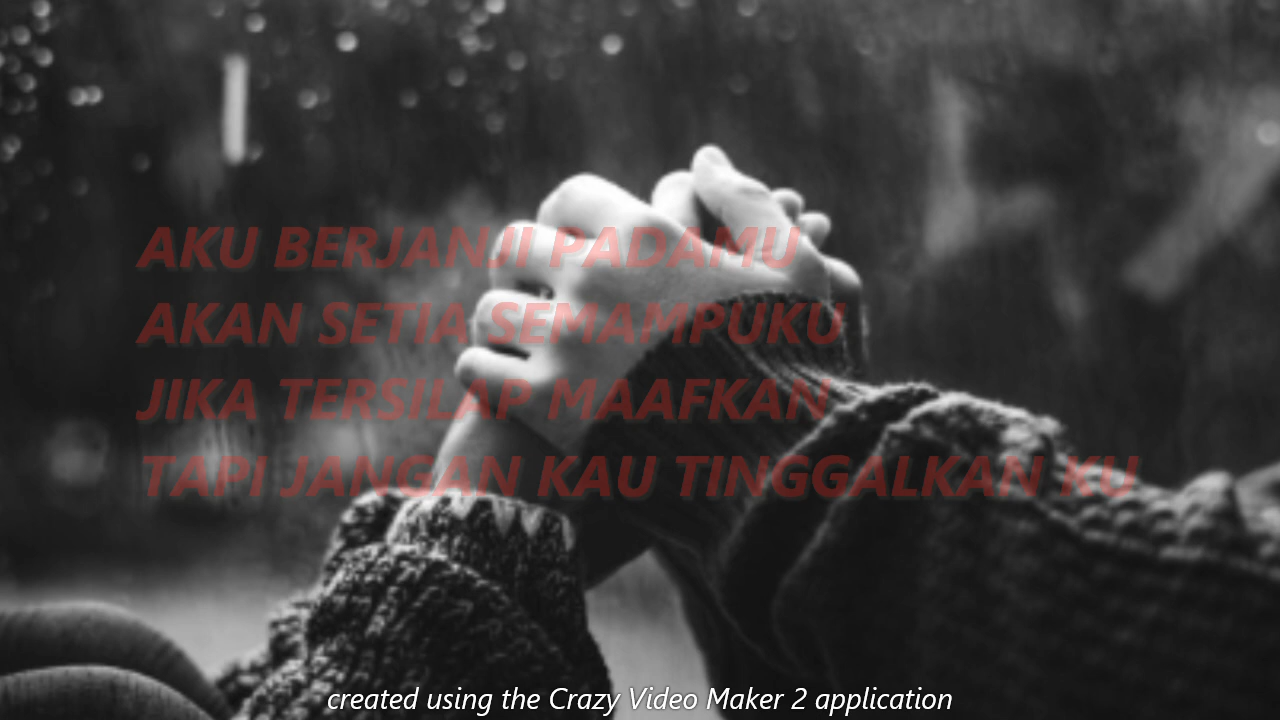 AKU BERJANJI PADAMU
AKAN SETIA SEMAMPUKU
JIKA TERSILAP MAAFKAN
TAPI JANGAN KAU TINGGALKAN KU
created using the Crazy Video Maker 2 application